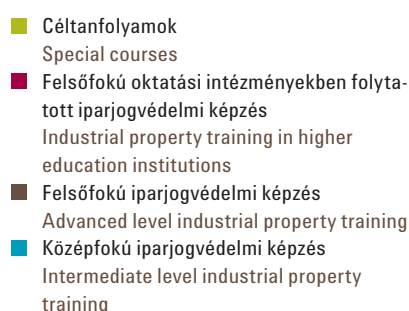 Céltanfolyamok
Special courses
Felsőfokú oktatási intézményekben folyta-
tott iparjogvédelmi képzés
Industrial property training in higher
education institutions
Felsőfokú iparjogvédelmi képzés
Advanced level industrial property training
Középfokú iparjogvédelmi képzés
Intermediate level industrial property
training